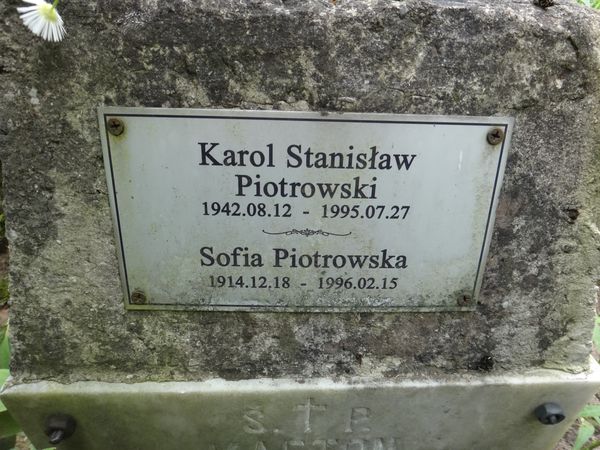 Karol Stanisław
Piotrowski
1942.08.12 - 1995.07.27
Sofia Piotrowska
1914.12.18 - 1996.02.15
S. † P.